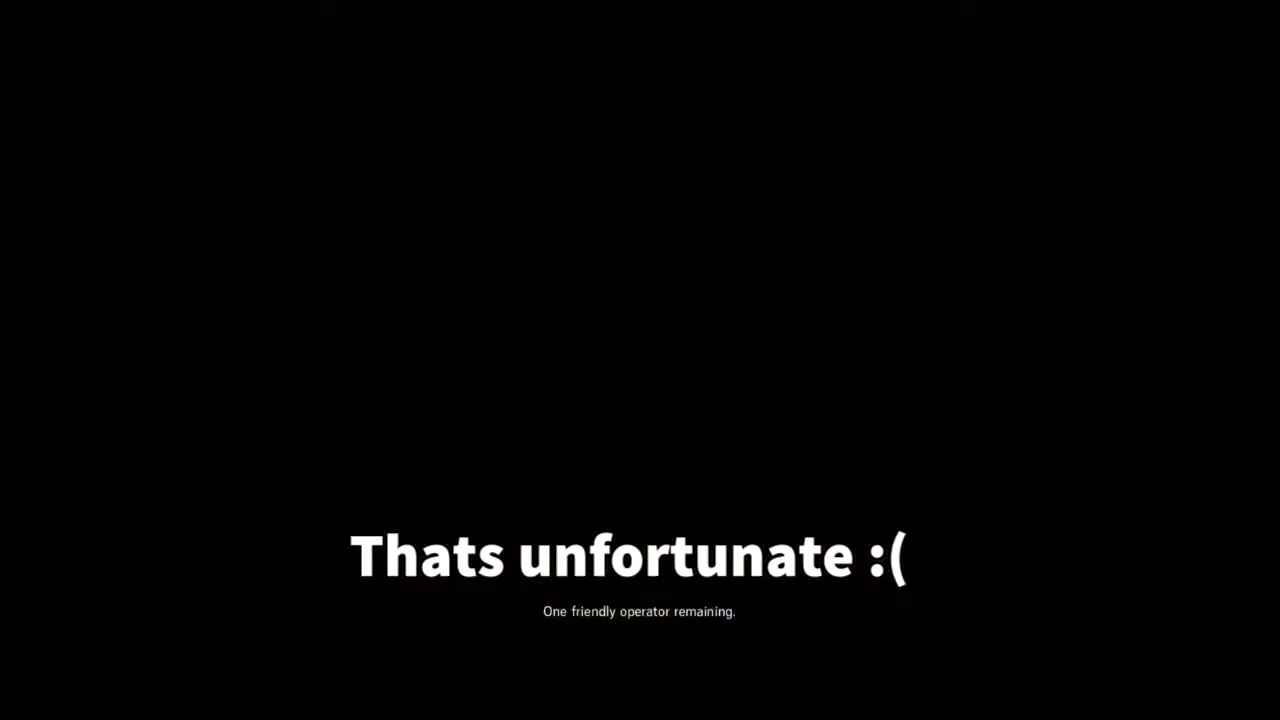 Thats unfortunate :(
One friendly operator remaining.